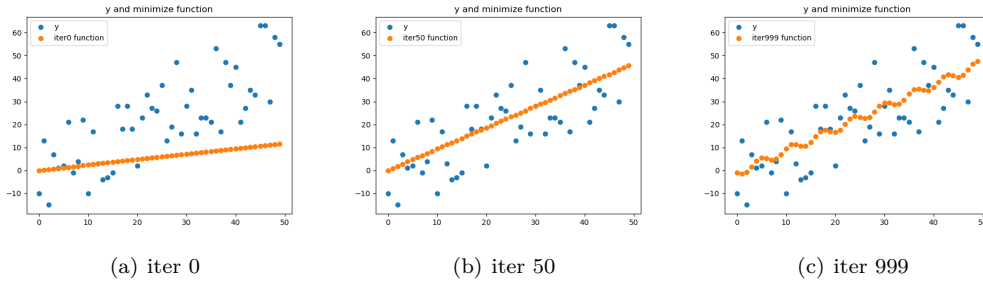 y and minimize function
y
iter0 function
60
50
40
30
20
10
0
−10
0 10 20 30 40 50
(a) iter 0
y and minimize function
y
iter50 function
60
50
40
30
20
10
0
−10
0 10 20 30 40 50
(b) iter 50
y and minimize function
y
iter999 function
60
50
40
30
20
10
0
−10
0 10 20 30 40 50
(c) iter 999